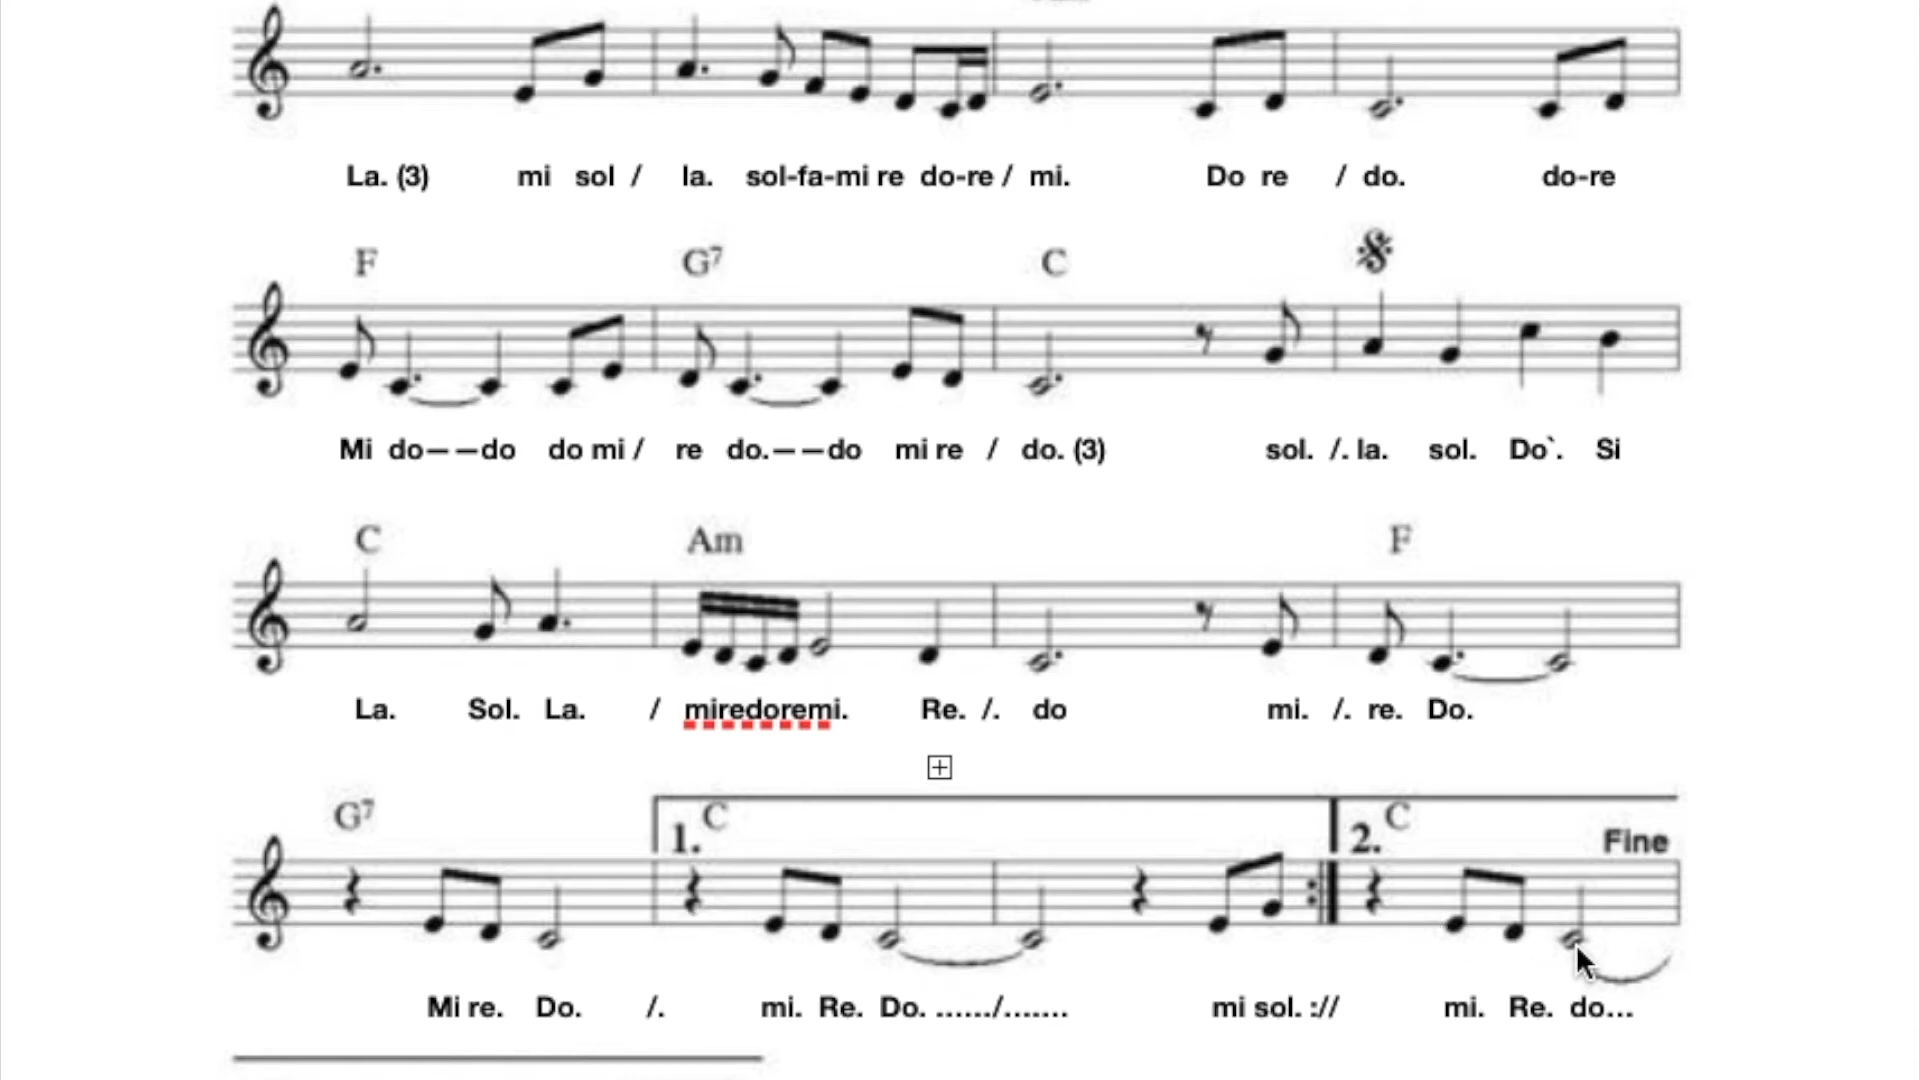 La. (3) mi sol / la. sol-fa-mi re do-re / mi. Do re / do. do-re
F G7 C
Mi do——do do mi / re do.——do mi re / do. (3) sol. /. la. sol. Do`. Si
C Am F
La. Sol. La. / miredoremi. Re. /. do mi. /. re. Do.
G7 1. C 2. C Fine
Mi re. Do. /. mi. Re. Do. ....../....... mi sol. :// mi. Re. do...